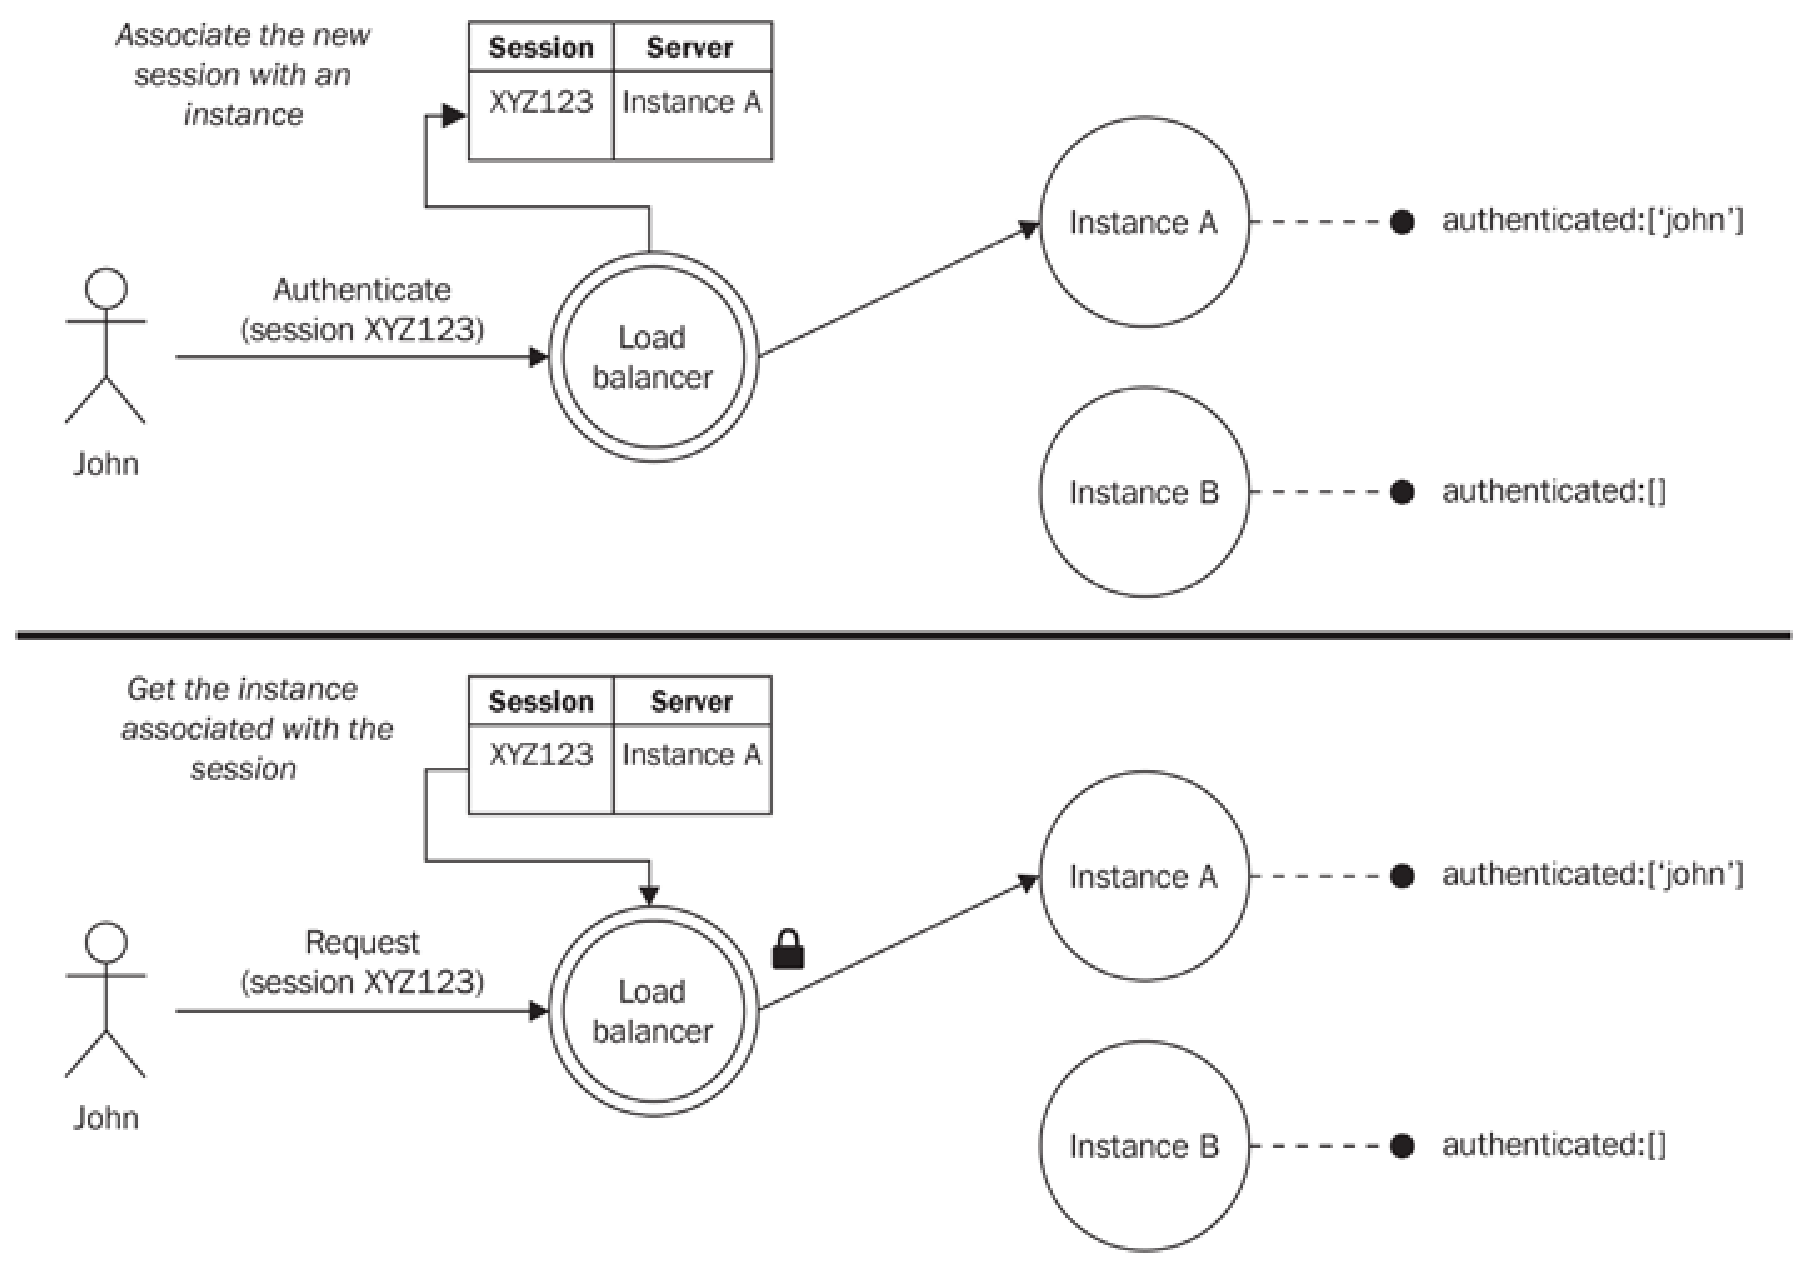 Associate the new
session with an
instance
Session Server
XYZ123 Instance A
Authenticate
(session XYZ123)
John
Load
balancer
Instance A
authenticated:[‘john’]
Instance B
authenticated:[]
Get the instance
associated with the
session
Session Server
XYZ123 Instance A
Request
(session XYZ123)
John
Load
balancer
Instance A
authenticated:[‘john’]
Instance B
authenticated:[]